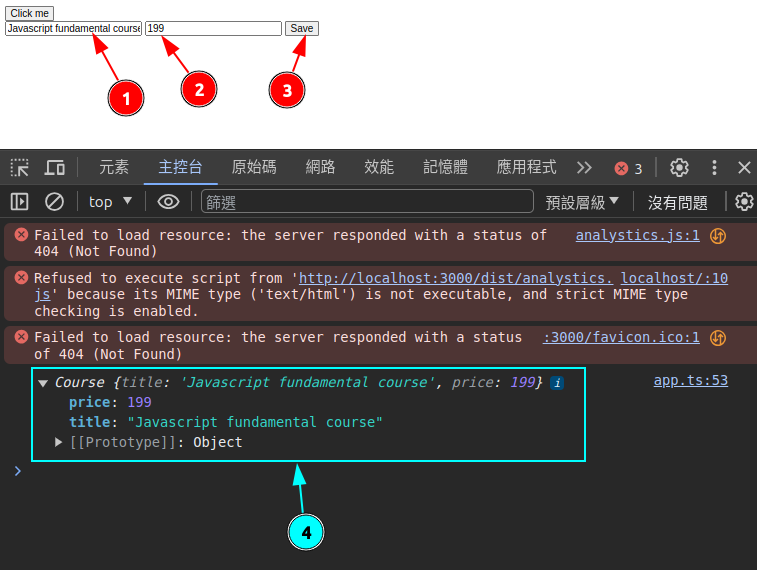 Click me
Javascript fundamental course 199 Save
1 2 3
元素 主控台 原始碼 網路 效能 記憶體 應用程式 3
top 篩選 預設層級 沒有問題
Failed to load resource: the server responded with a status of analystics.js:1
404 (Not Found)
Refused to execute script from 'http://localhost:3000/dist/analystics. localhost/:10
js' because its MIME type ('text/html') is not executable, and strict MIME type
checking is enabled.
Failed to load resource: the server responded with a status :3000/favicon.ico:1
of 404 (Not Found)
Course {title: 'Javascript fundamental course', price: 199} i app.ts:53
price: 199
title: "Javascript fundamental course"
[[Prototype]]: Object
4